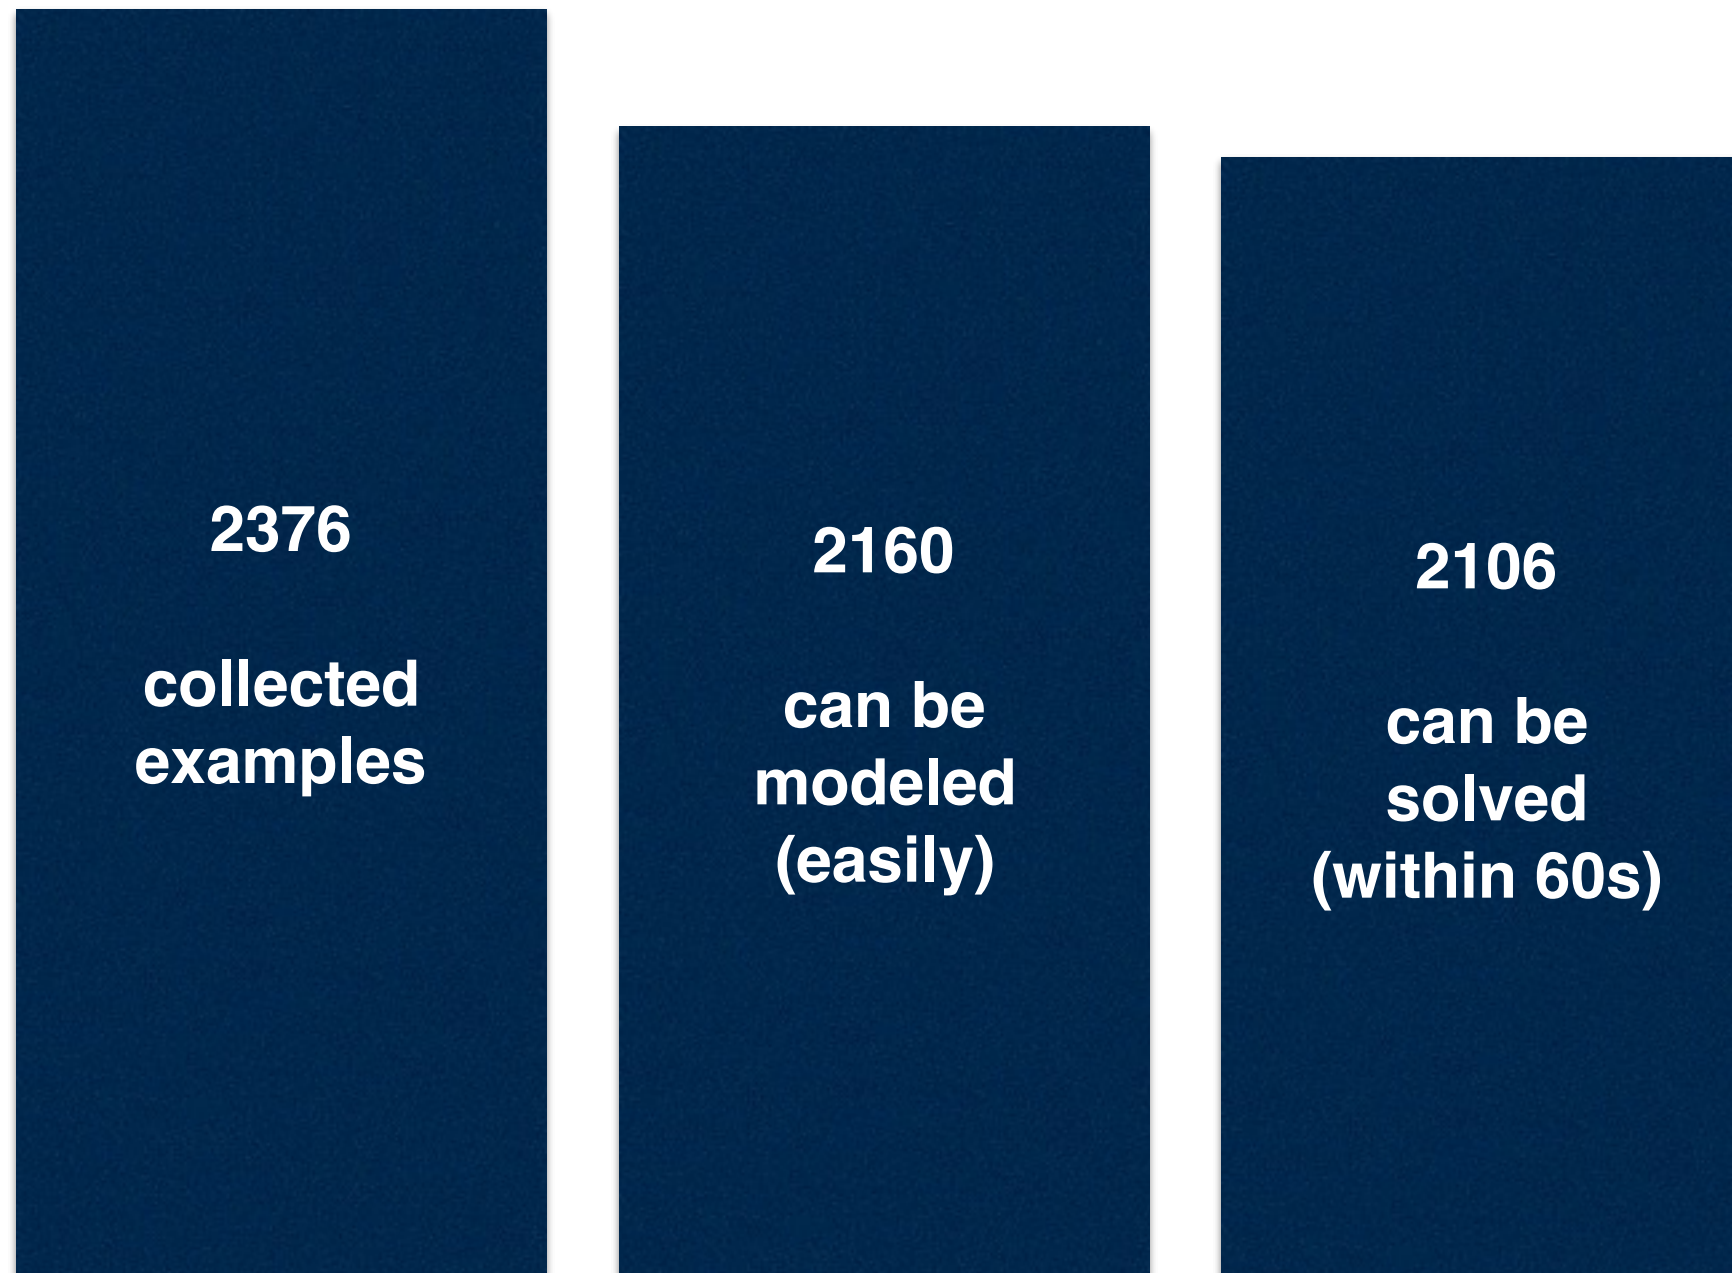 2376
collected
examples
2160
can be
modeled
(easily)
2106
can be
solved
(within 60s)